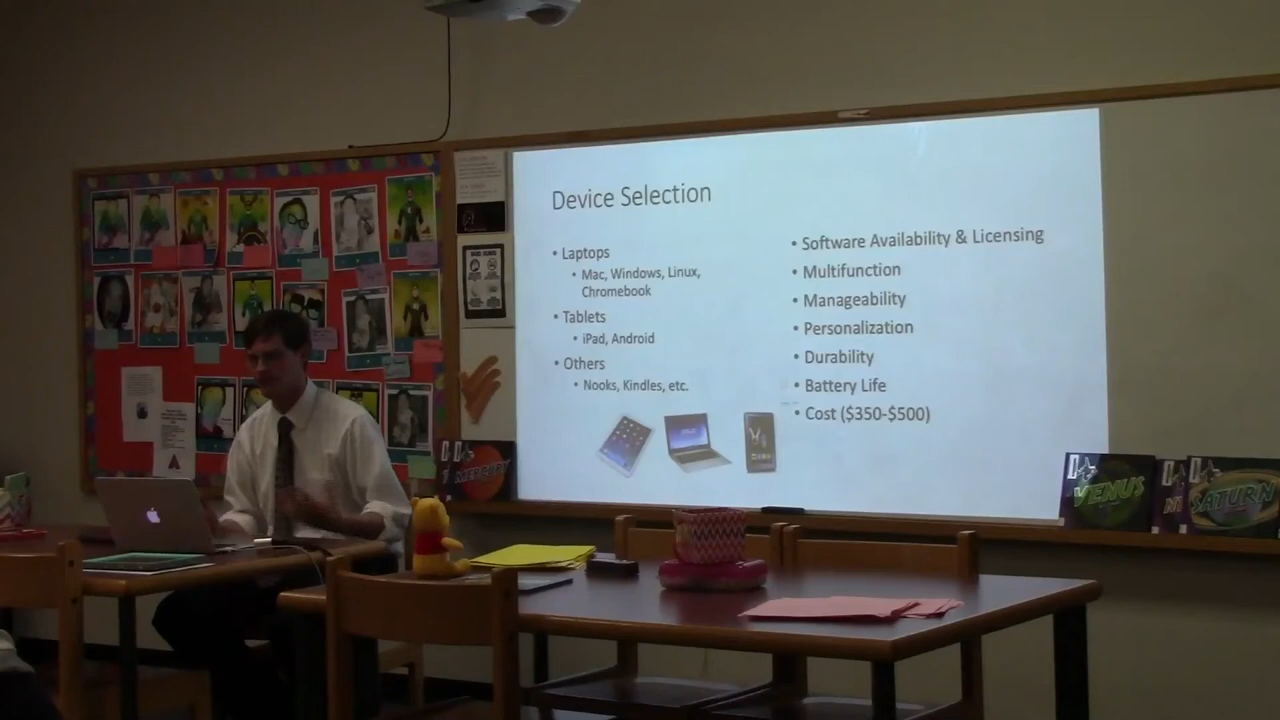 Device Selection
• Laptops
• Mac, Windows, Linux,
Chromebook
• Tablets
• iPad, Android
• Others
• Nooks, Kindles, etc.
• Software Availability & Licensing
• Multifunction
• Manageability
• Personalization
• Durability
• Battery Life
• Cost ($350-$500)
MERCURY
VENUS
SATURN